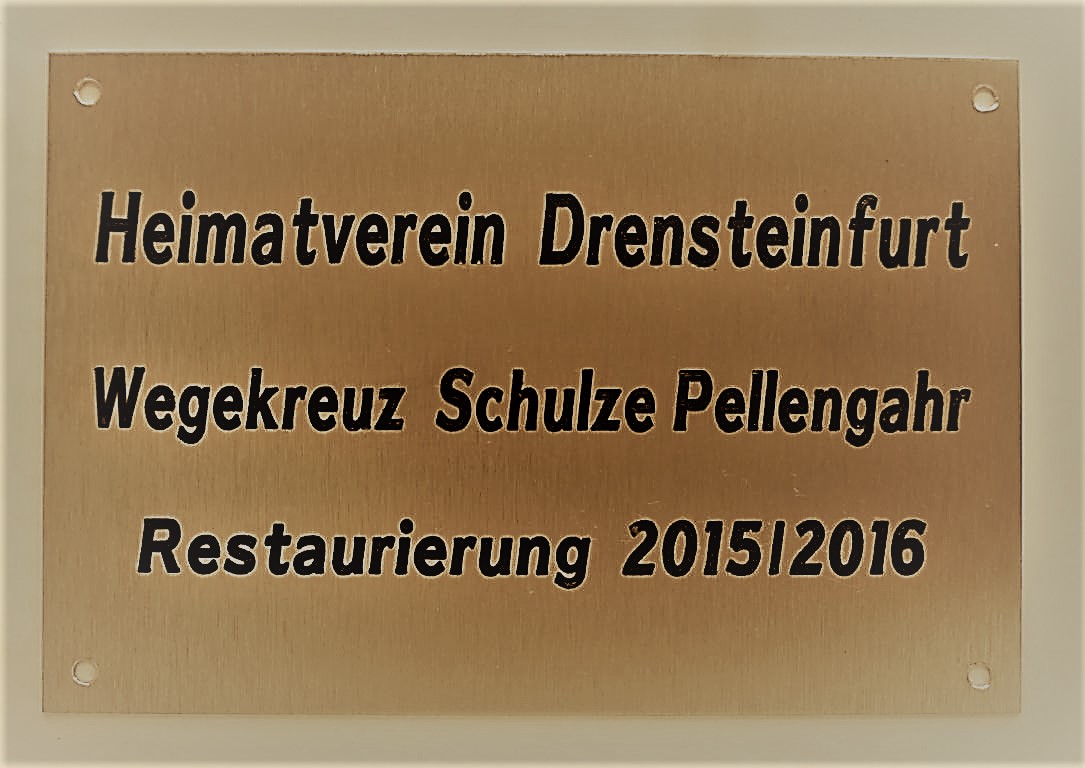 Heimatverein Drensteinfurt
Wegekreuz Schulze Pellengahr
Restaurierung 2015/2016